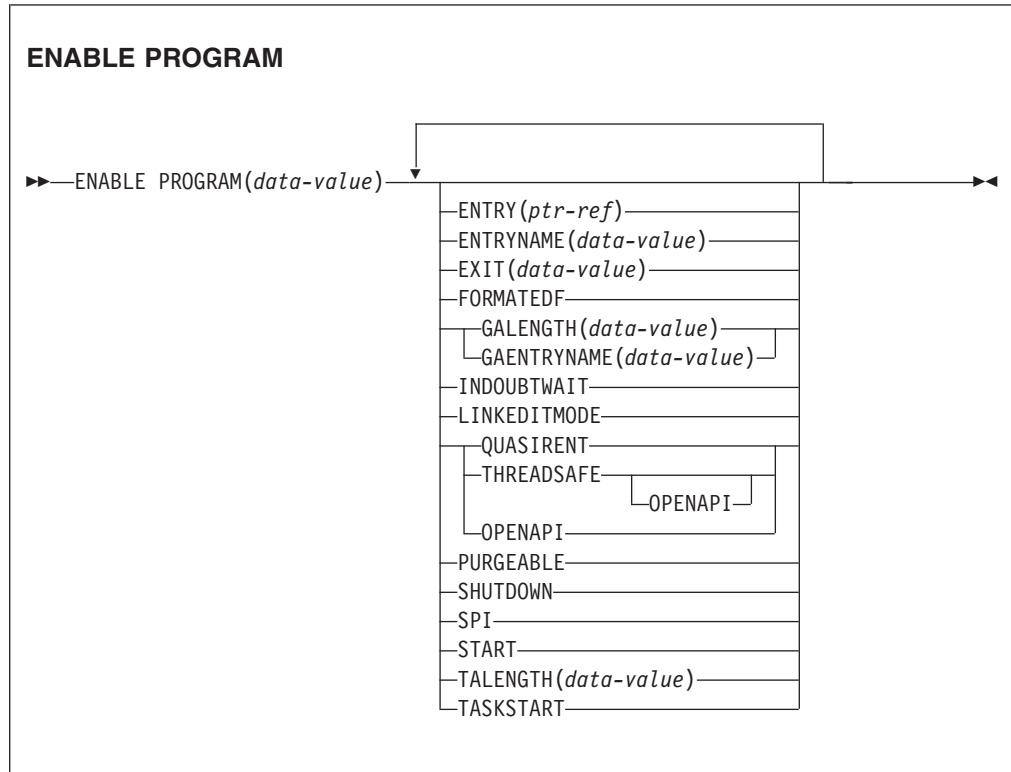 ENABLE PROGRAM
ENABLE PROGRAM(data-value)
ENTRY(ptr-ref)
ENTRYNAME(data-value)
EXIT(data-value)
FORMATEDF
GALENGTH(data-value)
GAENTRYNAME(data-value)
INDOUBTWAIT
LINKEDITMODE
QUASIRENT
THREADSAFE
OPENAPI
OPENAPI
PURGEABLE
SHUTDOWN
SPI
START
TALENGTH(data-value)
TASKSTART